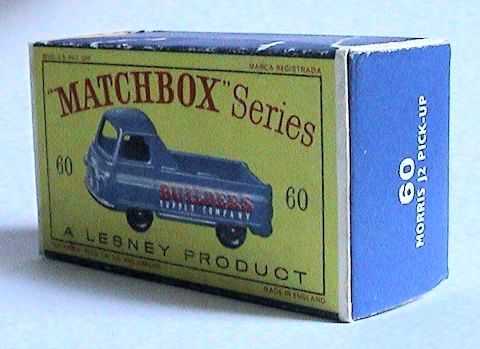 REGD. U.S. PAT. OFF.
MARCA REGISTRADA
"MATCHBOX" Series
60
60
BUILDERS
SUPPLY COMPANY
A LESNEY PRODUCT
MADE IN ENGLAND
60
MORRIS J2 PICK-UP